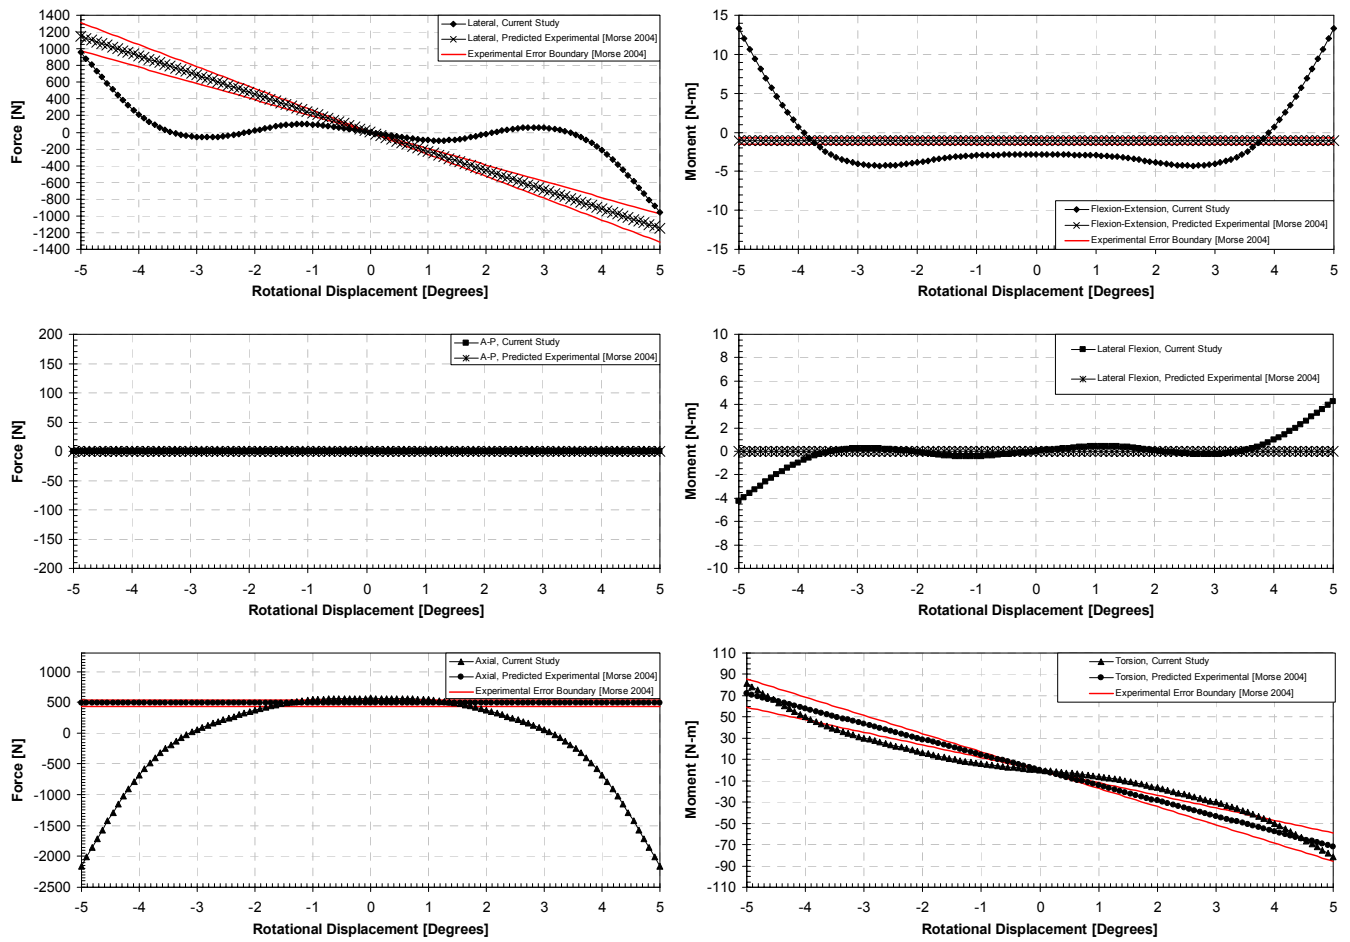 1400
1200
1000
800
600
400
200
0
-200
-400
-600
-800
-1000
-1200
-1400
Force [N]
Lateral, Current Study
Lateral, Predicted Experimental [Morse 2004]
Experimental Error Boundary [Morse 2004]
-5 -4 -3 -2 -1 0 1 2 3 4 5
Rotational Displacement [Degrees]
15
10
5
0
-5
-10
-15
Moment [N-m]
Flexion-Extension, Current Study
Flexion-Extension, Predicted Experimental [Morse 2004]
Experimental Error Boundary [Morse 2004]
-5 -4 -3 -2 -1 0 1 2 3 4 5
Rotational Displacement [Degrees]
200
150
100
50
0
-50
-100
-150
-200
Force [N]
A-P, Current Study
A-P, Predicted Experimental [Morse 2004]
-5 -4 -3 -2 -1 0 1 2 3 4 5
Rotational Displacement [Degrees]
10
8
6
4
2
0
-2
-4
-6
-8
-10
Moment [N-m]
Lateral Flexion, Current Study
Lateral Flexion, Predicted Experimental [Morse 2004]
-5 -4 -3 -2 -1 0 1 2 3 4 5
Rotational Displacement [Degrees]
1000
500
0
-500
-1000
-1500
-2000
-2500
Force [N]
Axial, Current Study
Axial, Predicted Experimental [Morse 2004]
Experimental Error Boundary [Morse 2004]
-5 -4 -3 -2 -1 0 1 2 3 4 5
Rotational Displacement [Degrees]
110
90
70
50
30
10
-10
-30
-50
-70
-90
-110
Moment [N-m]
Torsion, Current Study
Torsion, Predicted Experimental [Morse 2004]
Experimental Error Boundary [Morse 2004]
-5 -4 -3 -2 -1 0 1 2 3 4 5
Rotational Displacement [Degrees]